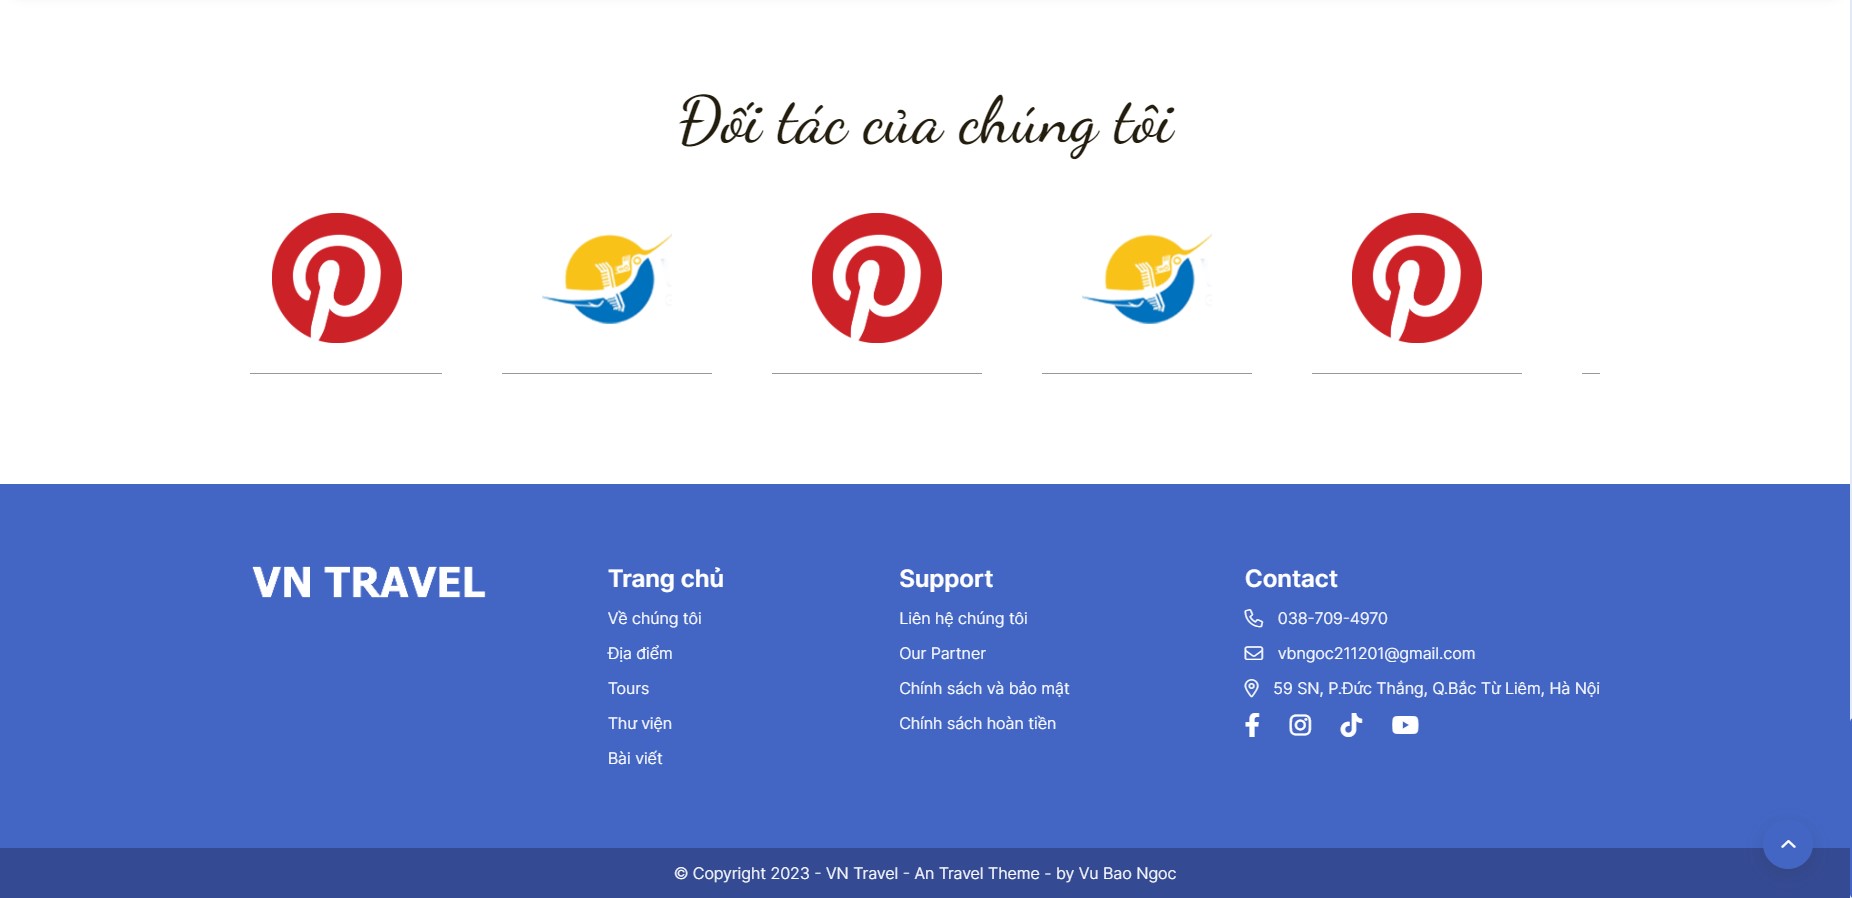 Đối tác của chúng tôi
VN TRAVEL
Trang chủ
Về chúng tôi
Địa điểm
Tours
Thư viện
Bài viết
Support
Liên hệ chúng tôi
Our Partner
Chính sách và bảo mật
Chính sách hoàn tiền
Contact
038-709-4970
vbngoc211201@gmail.com
59 SN, P.Đức Thắng, Q.Bắc Từ Liêm, Hà Nội
© Copyright 2023 - VN Travel - An Travel Theme - by Vu Bao Ngoc